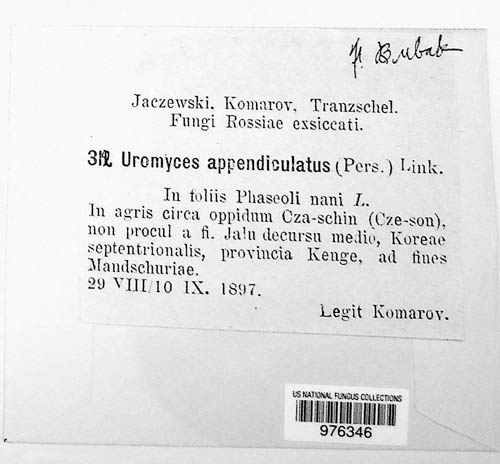 F. Bubak
Jaczewski. Komarov, Tranzschel.
Fungi Rossiae exsiccati.
312. Uromyces appendiculatus (Pers.) Link.
In foliis Phaseoli nani L.
In agris circa oppidum Cza-schin (Cze-son),
non procul a fl. Jalu decursu medio, Koreae
septentrionalis, provincia Kenge, ad fines
Mandschuriae.
29 VIII/10 IX. 1897.
Legit Komarov.
US NATIONAL FUNGUS COLLECTIONS
976346